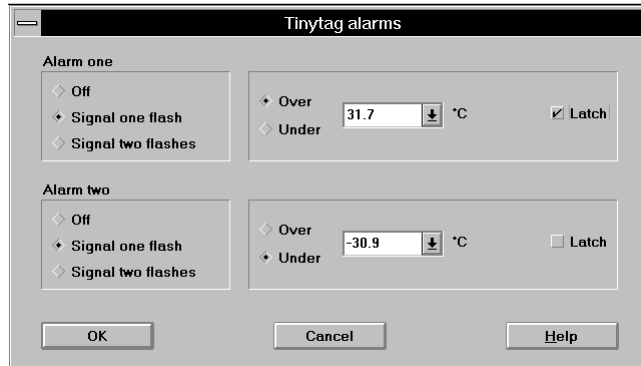 Tinytag alarms
Alarm one
Off
Signal one flash
Signal two flashes
Over
Under
31.7 °C
Latch
Alarm two
Off
Signal one flash
Signal two flashes
Over
Under
-30.9 °C
Latch
OK Cancel Help